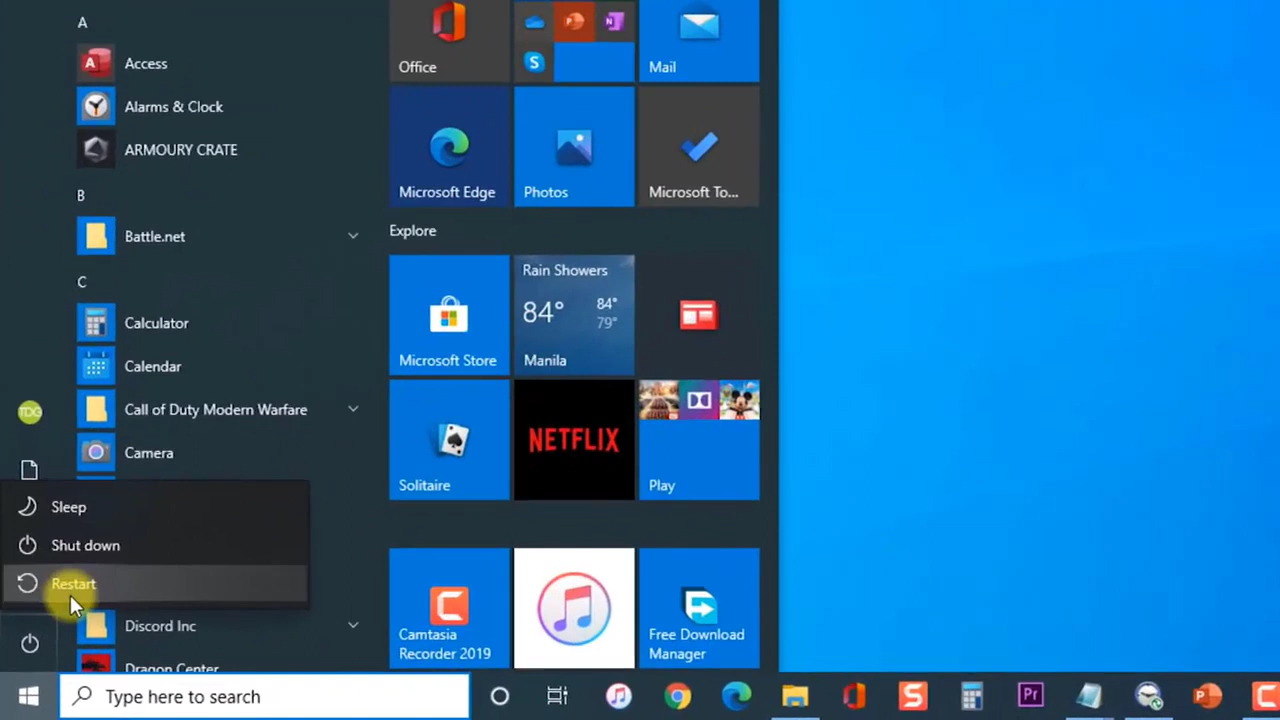 A
Access
Alarms & Clock
ARMOURY CRATE
B
Battle.net
C
Calculator
Calendar
Call of Duty Modern Warfare
Camera
TDG
Sleep
Shut down
Restart
Discord Inc
Dragon Center
Office
Mail
Microsoft Edge
Photos
Microsoft To...
Explore
Microsoft Store
Rain Showers
84°
84°
79°
Manila
Solitaire
NETFLIX
Play
Camtasia
Recorder 2019
Free Download
Manager
Type here to search
Pr